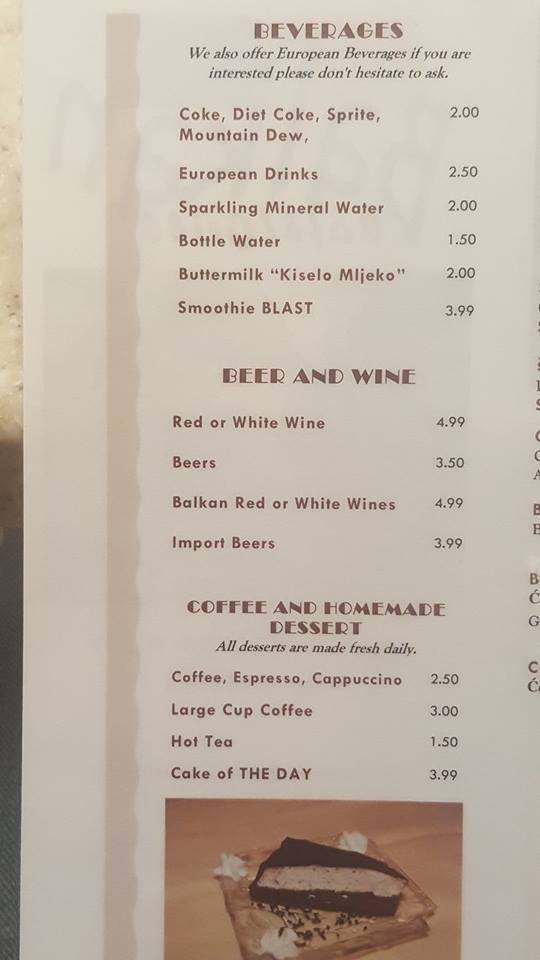 BEVERAGES
We also offer European Beverages if you are
interested please don't hesitate to ask.
Coke, Diet Coke, Sprite, 2.00
Mountain Dew,
European Drinks 2.50
Sparkling Mineral Water 2.00
Bottle Water 1.50
Buttermilk “Kiselo Mljeko” 2.00
Smoothie BLAST 3.99
BEER AND WINE
Red or White Wine 4.99
Beers 3.50
Balkan Red or White Wines 4.99
Import Beers 3.99
COFFEE AND HOMEMADE
DESSERT
All desserts are made fresh daily.
Coffee, Espresso, Cappuccino 2.50
Large Cup Coffee 3.00
Hot Tea 1.50
Cake of THE DAY 3.99